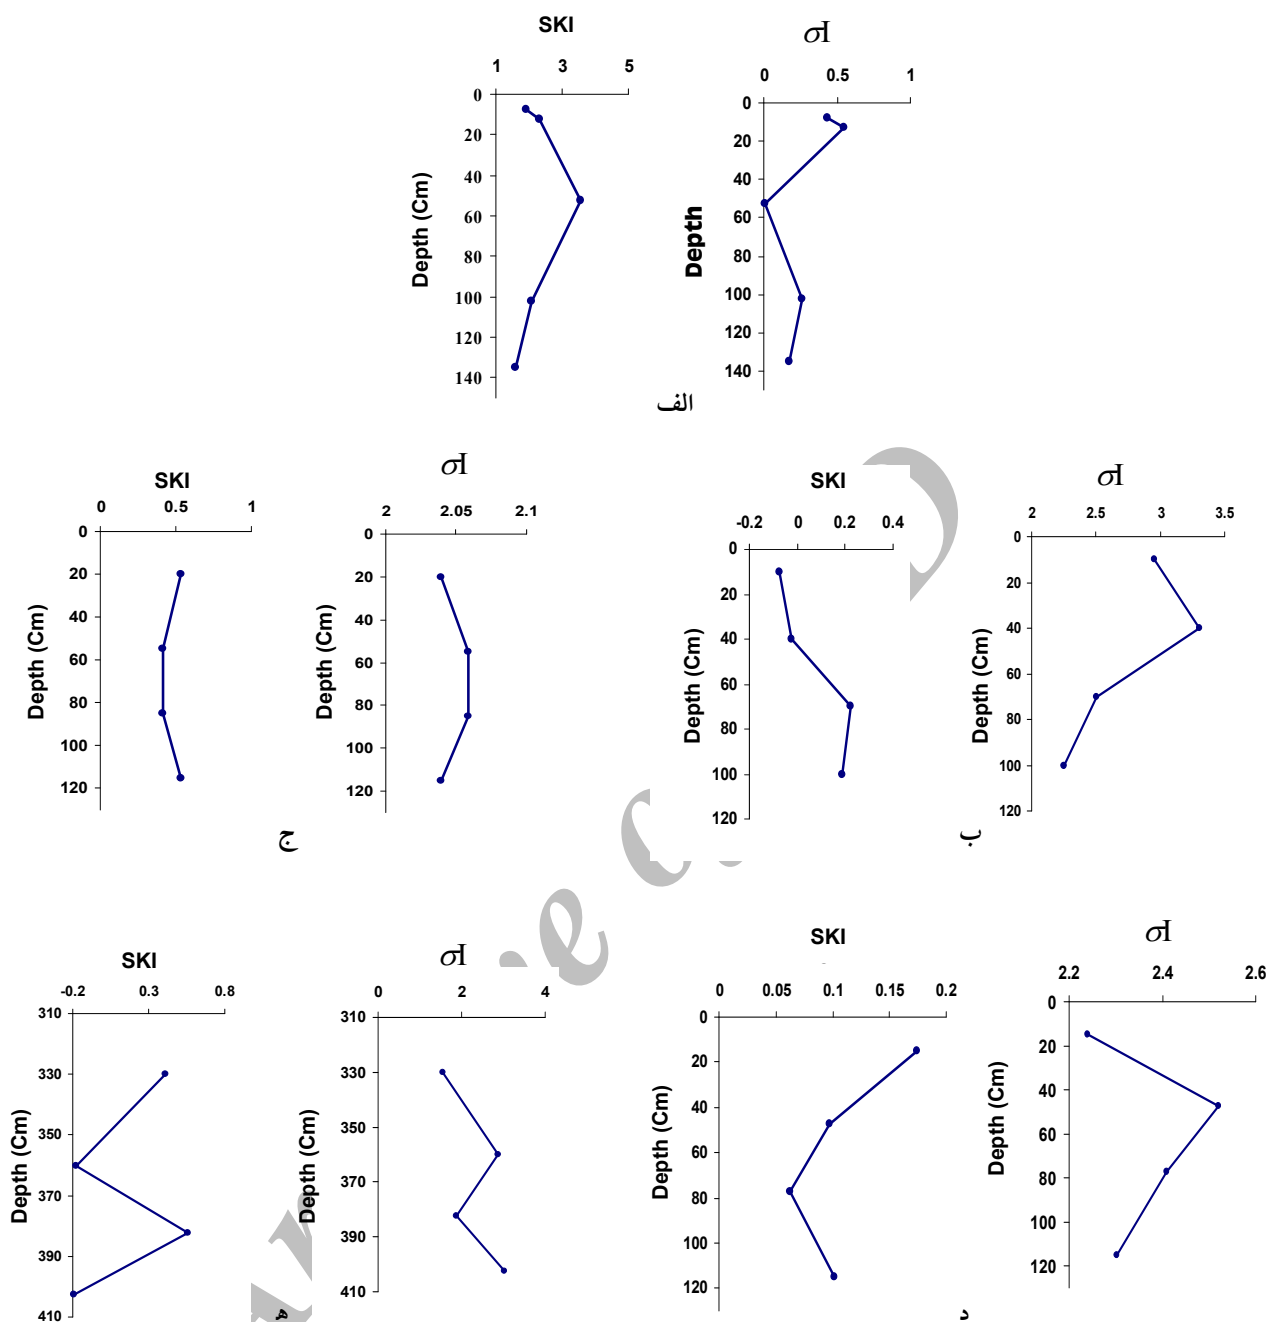 SKI
σI
1 3 5
0 0.5 1
0
20
40
60
80
100
120
140
Depth (Cm)
0
20
40
60
80
100
120
140
Depth
الف
SKI
σI
0 0.5 1
2 2.05 2.1
0
20
40
60
80
100
120
Depth (Cm)
0
20
40
60
80
100
120
Depth (Cm)
ج
SKI
σI
-0.2 0 0.2 0.4
2 2.5 3 3.5
0
20
40
60
80
100
120
Depth (Cm)
0
20
40
60
80
100
120
Depth (Cm)
ب
SKI
σI
-0.2 0.3 0.8
0 2 4
310
330
350
370
390
410
Depth (Cm)
310
330
350
370
390
410
Depth (Cm)
ه
SKI
σI
0 0.05 0.1 0.15 0.2
2.2 2.4 2.6
0
20
40
60
80
100
120
Depth (Cm)
0
20
40
60
80
100
120
Depth (Cm)
د